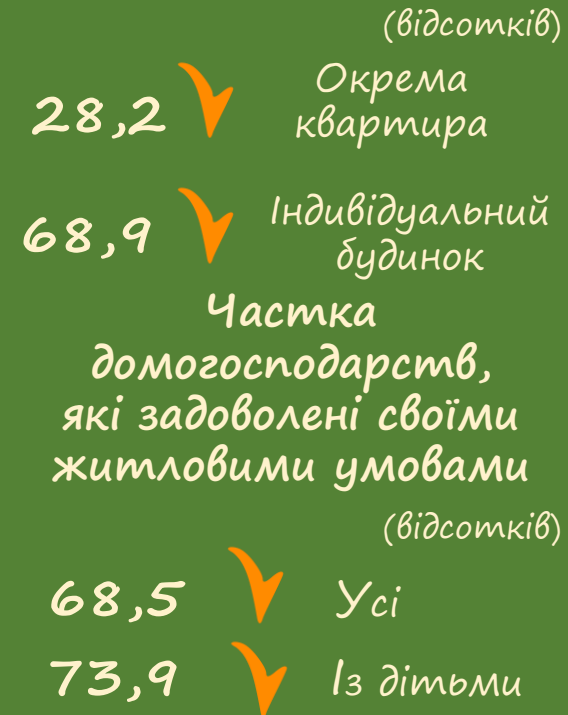 (відсотків)
28,2 Окрема
квартира
68,9 Індивідуальний
будинок
Частка
домогосподарств,
які задоволені своїми
житловими умовами
(відсотків)
68,5 Усі
73,9 Із дітьми